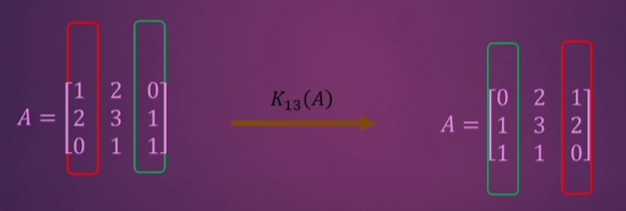 A = [1 2 0
2 3 1
0 1 1]
K₁₃(A)
A = [0 2 1
1 3 2
1 1 0]